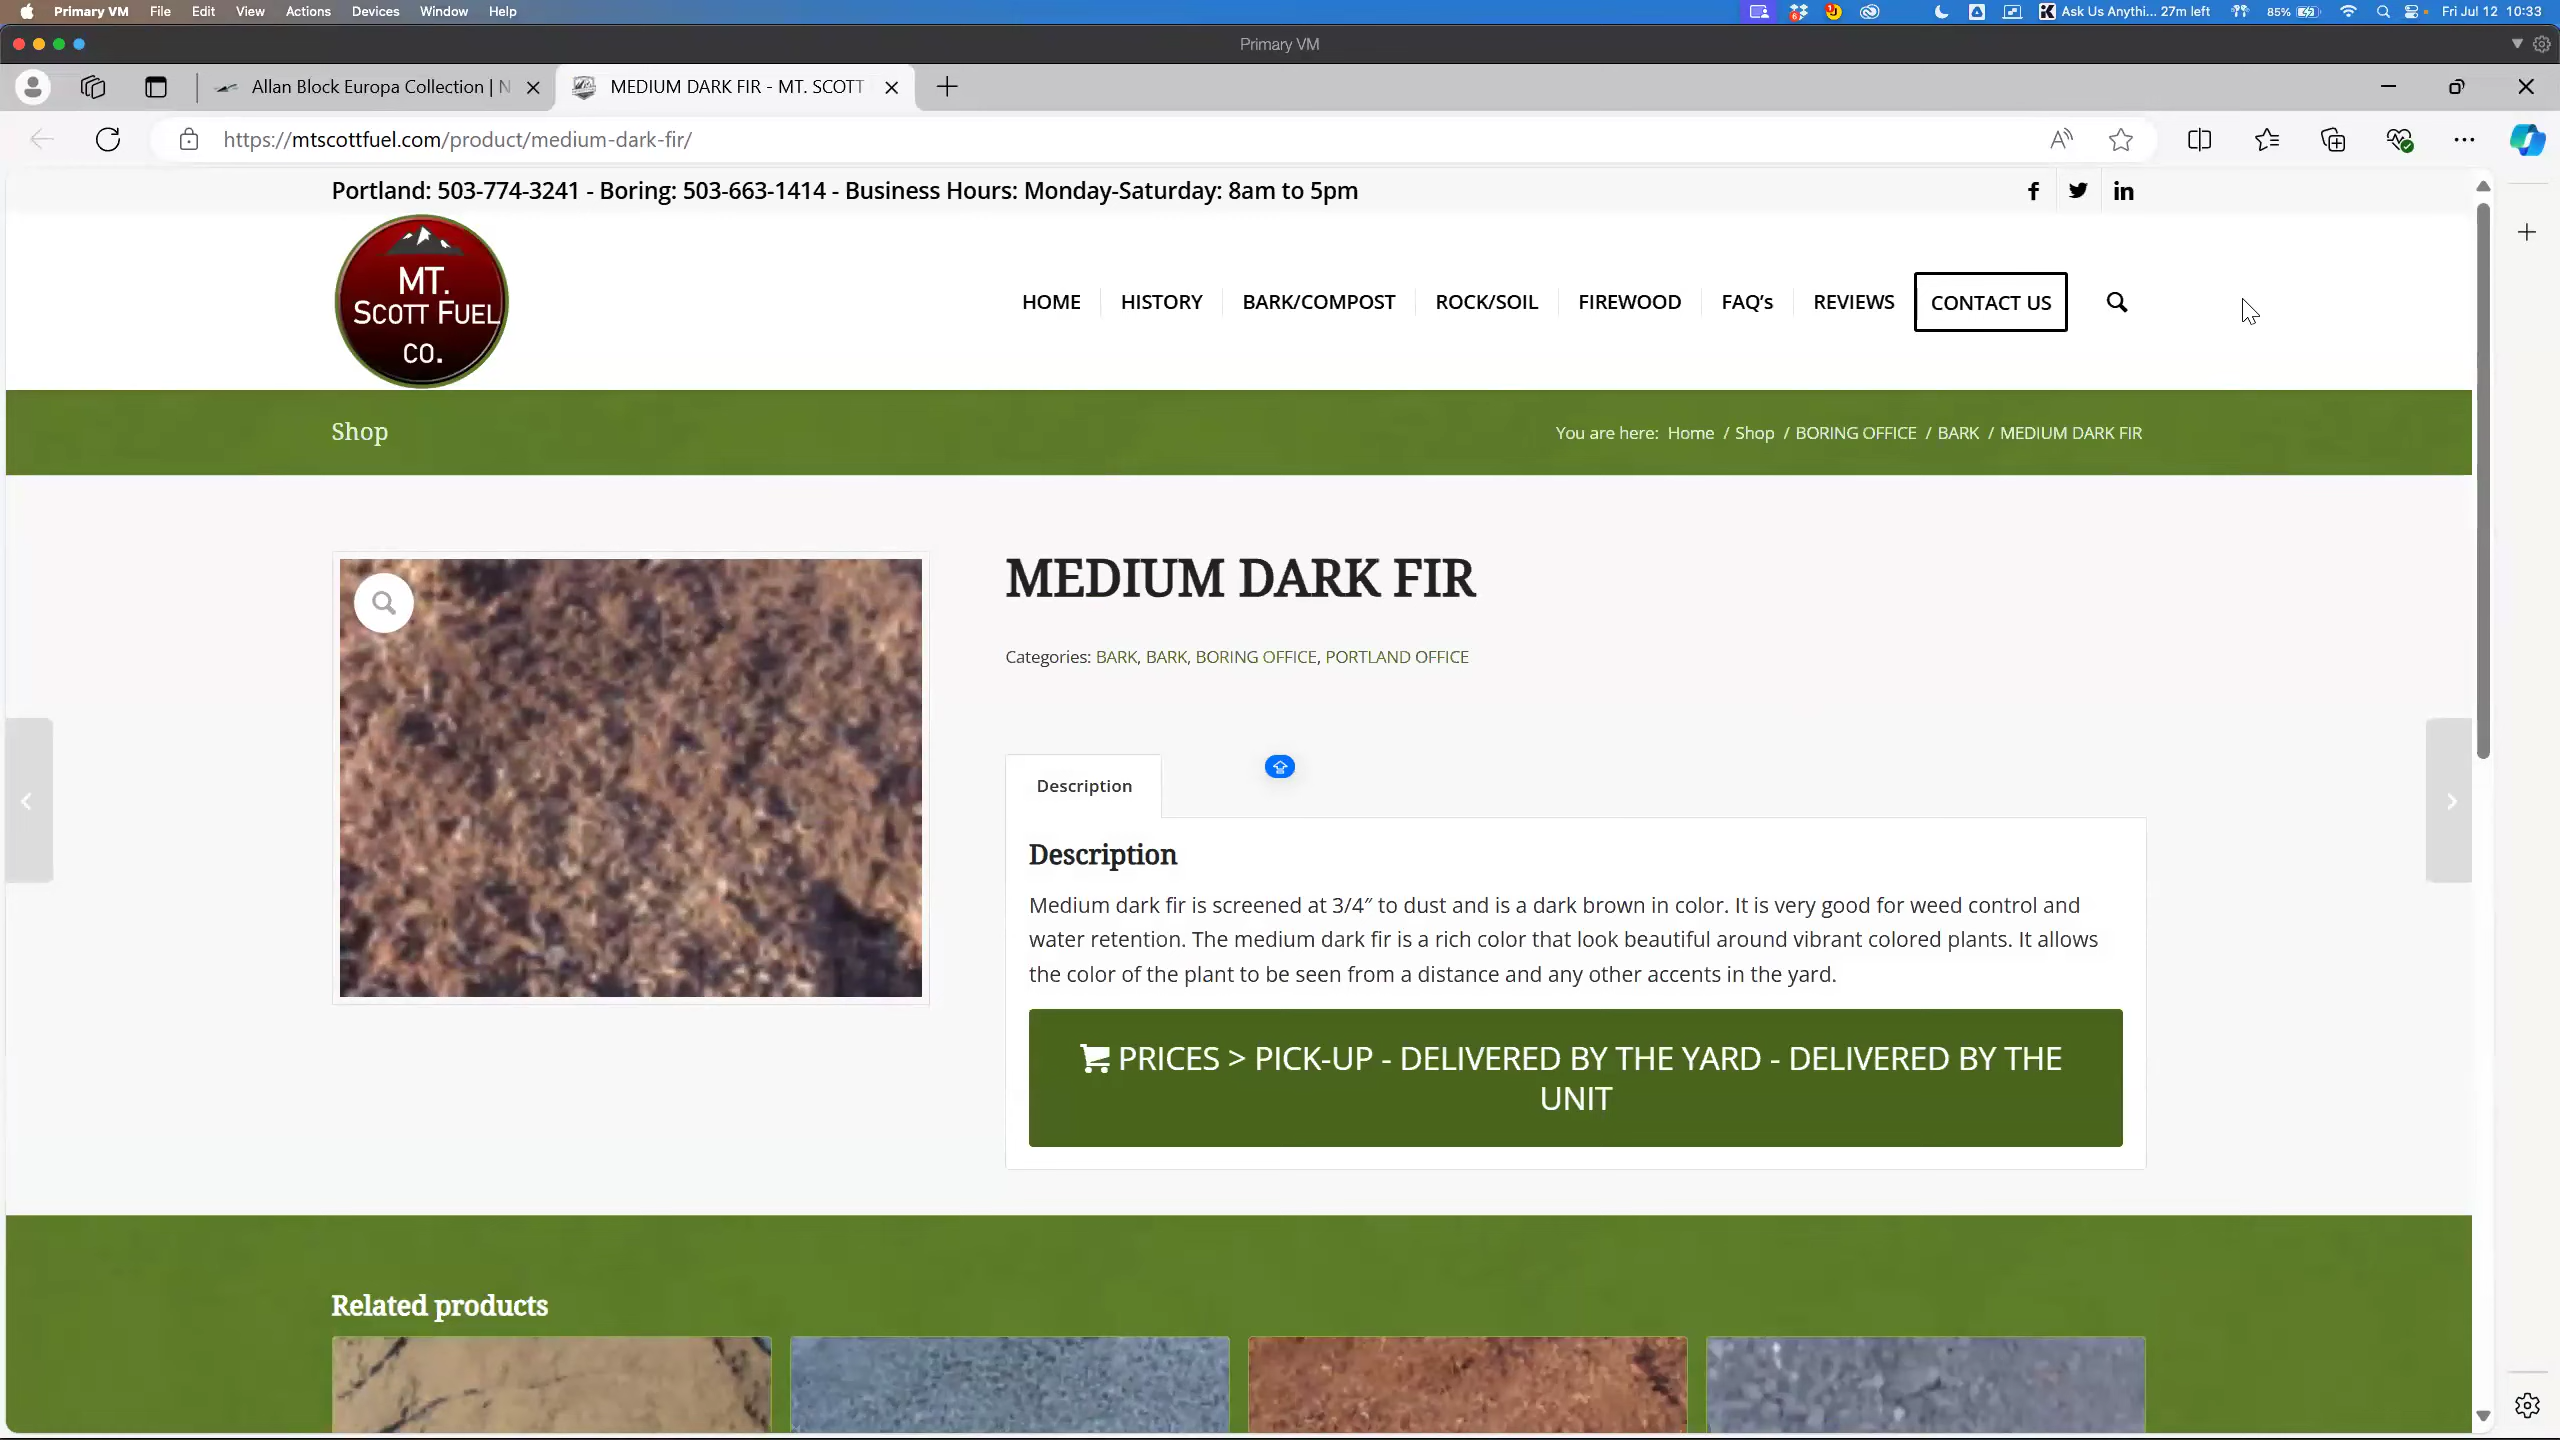 Primary VM File Edit View Actions Devices Window Help
Ask Us Anythi... 27m left 85% Fri Jul 12 10:33
Primary VM
Allan Block Europa Collection | N
MEDIUM DARK FIR - MT. SCOTT
https://mtscottfuel.com/product/medium-dark-fir/
Portland: 503-774-3241 - Boring: 503-663-1414 - Business Hours: Monday-Saturday: 8am to 5pm
MT.
SCOTT FUEL
CO.
HOME HISTORY BARK/COMPOST ROCK/SOIL FIREWOOD FAQ's REVIEWS CONTACT US
Shop
You are here: Home / Shop / BORING OFFICE / BARK / MEDIUM DARK FIR
MEDIUM DARK FIR
Categories: BARK, BARK, BORING OFFICE, PORTLAND OFFICE
Description
Description
Medium dark fir is screened at 3/4″ to dust and is a dark brown in color. It is very good for weed control and
water retention. The medium dark fir is a rich color that look beautiful around vibrant colored plants. It allows
the color of the plant to be seen from a distance and any other accents in the yard.
PRICES > PICK-UP - DELIVERED BY THE YARD - DELIVERED BY THE
UNIT
Related products